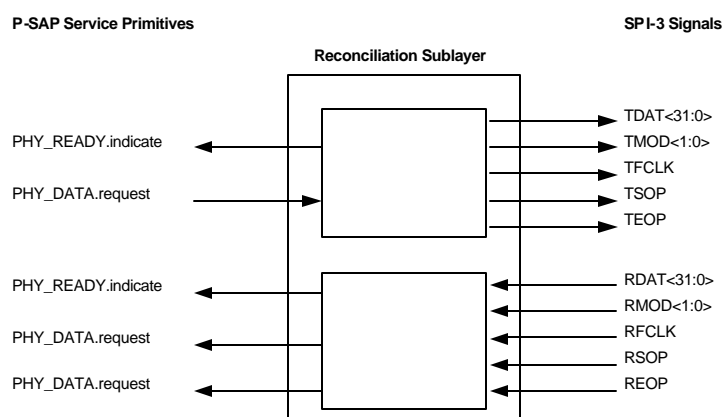 P-SAP Service Primitives
SPI-3 Signals
Reconciliation Sublayer
TDAT<31:0>
PHY_READY.indicate
TMOD<1:0>
TFCLK
PHY_DATA.request
TSOP
TEOP
PHY_READY.indicate
RDAT<31:0>
RMOD<1:0>
PHY_DATA.request
RFCLK
RSOP
PHY_DATA.request
REOP